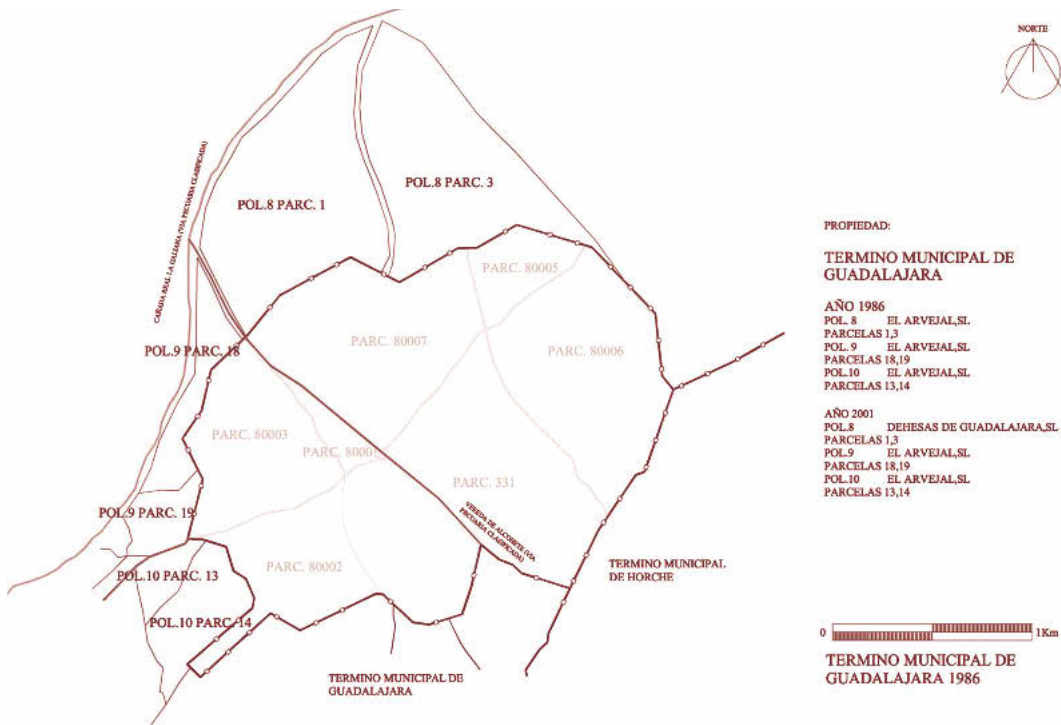 NORTE
CAÑADA REAL LA GALIANA (VIA PECUARIA CLASIFICADA)
POL.8 PARC. 1
POL.8 PARC. 3
PARC. 80005
PARC. 80007
PARC. 80006
POL.9 PARC. 18
PARC. 80003
PARC. 80001
PARC. 331
VEREDA DE ALCOHETE (VÍA
PECUARIA CLASIFICADA)
POL.9 PARC. 19
POL.10 PARC. 13
PARC. 80002
POL.10 PARC. 14
TERMINO MUNICIPAL
DE HORCHE
TERMINO MUNICIPAL DE
GUADALAJARA
PROPIEDAD:
TERMINO MUNICIPAL DE
GUADALAJARA
AÑO 1986
POL. 8 EL ARVEJAL,SL
PARCELAS 1,3
POL. 9 EL ARVEJAL,SL
PARCELAS 18,19
POL.10 EL ARVEJAL,SL
PARCELAS 13,14
AÑO 2001
POL.8 DEHESAS DE GUADALAJARA,SL
PARCELAS 1,3
POL.9 EL ARVEJAL,SL
PARCELAS 18,19
POL.10 EL ARVEJAL,SL
PARCELAS 13,14
0 1Km
TERMINO MUNICIPAL DE
GUADALAJARA 1986